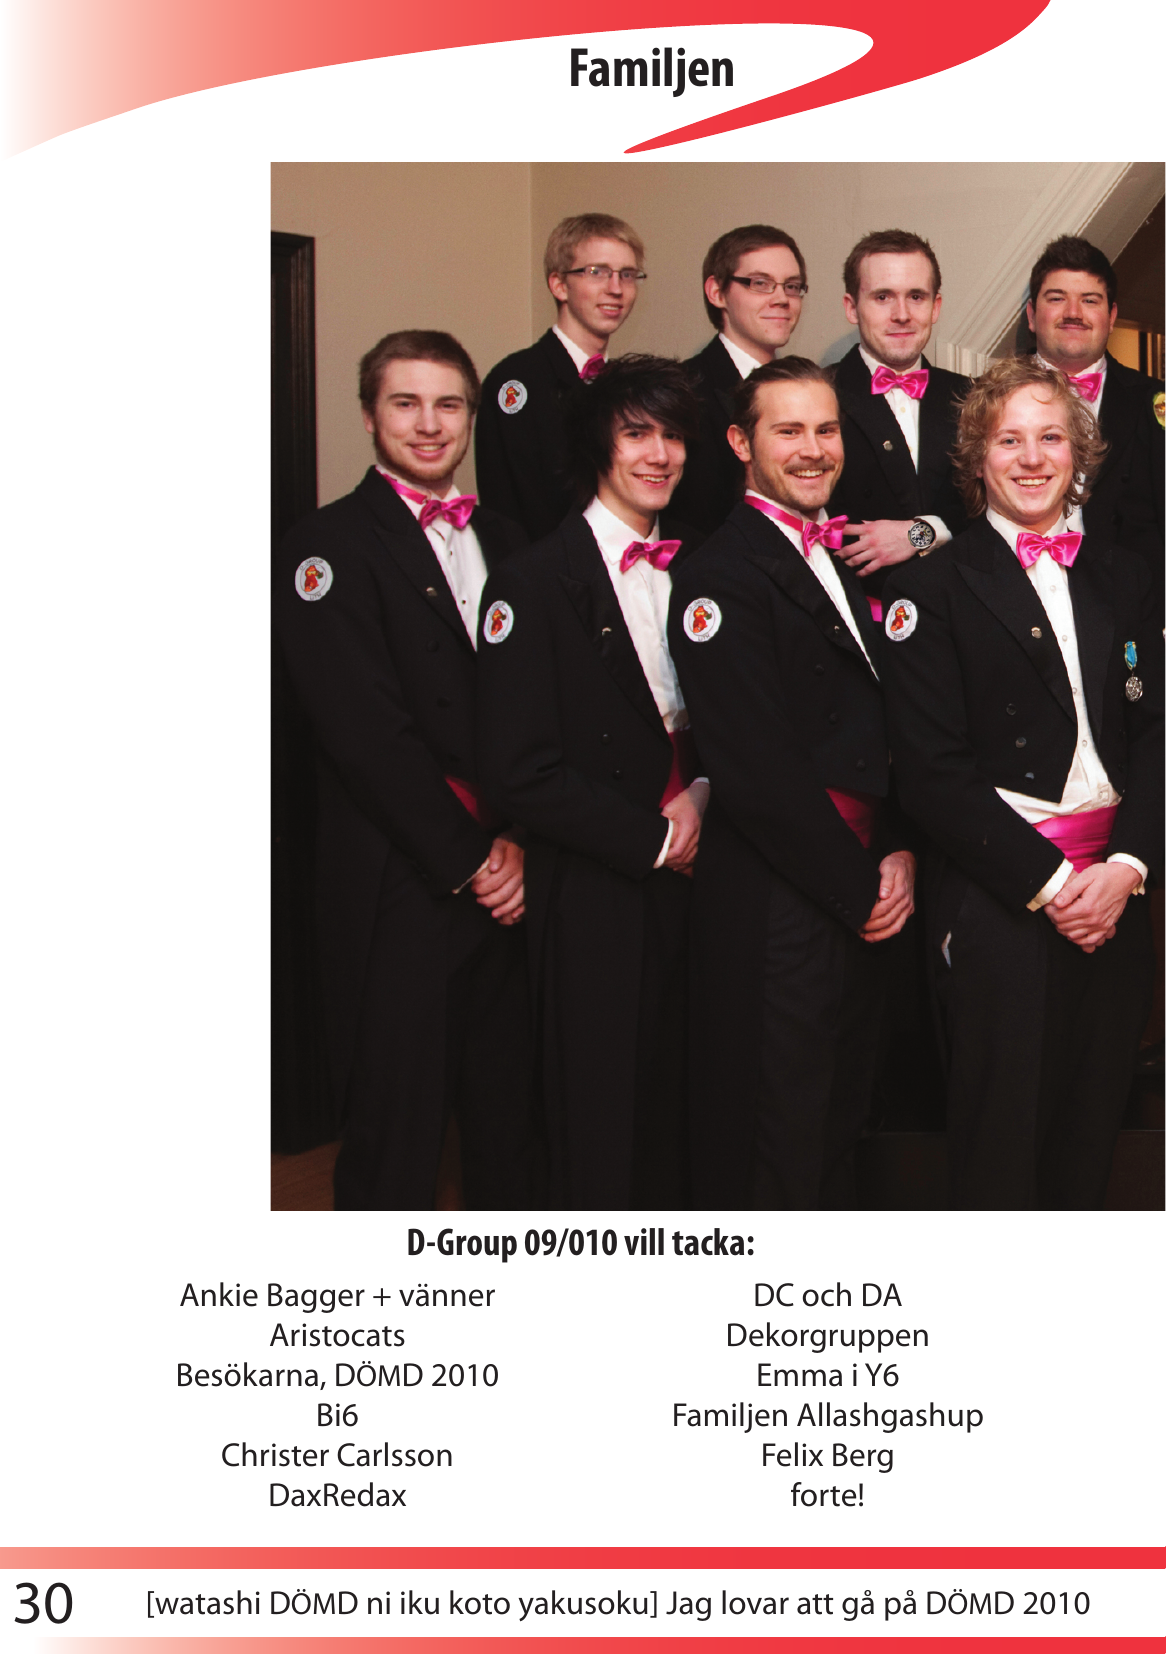 Familjen
D-Group 09/010 vill tacka:
Ankie Bagger + vänner
Aristocats
Besökarna, DÖMD 2010
Bi6
Christer Carlsson
DaxRedax
DC och DA
Dekorgruppen
Emma i Y6
Familjen Allashgashup
Felix Berg
forte!
30
[watashi DÖMD ni iku koto yakusoku] Jag lovar att gå på DÖMD 2010